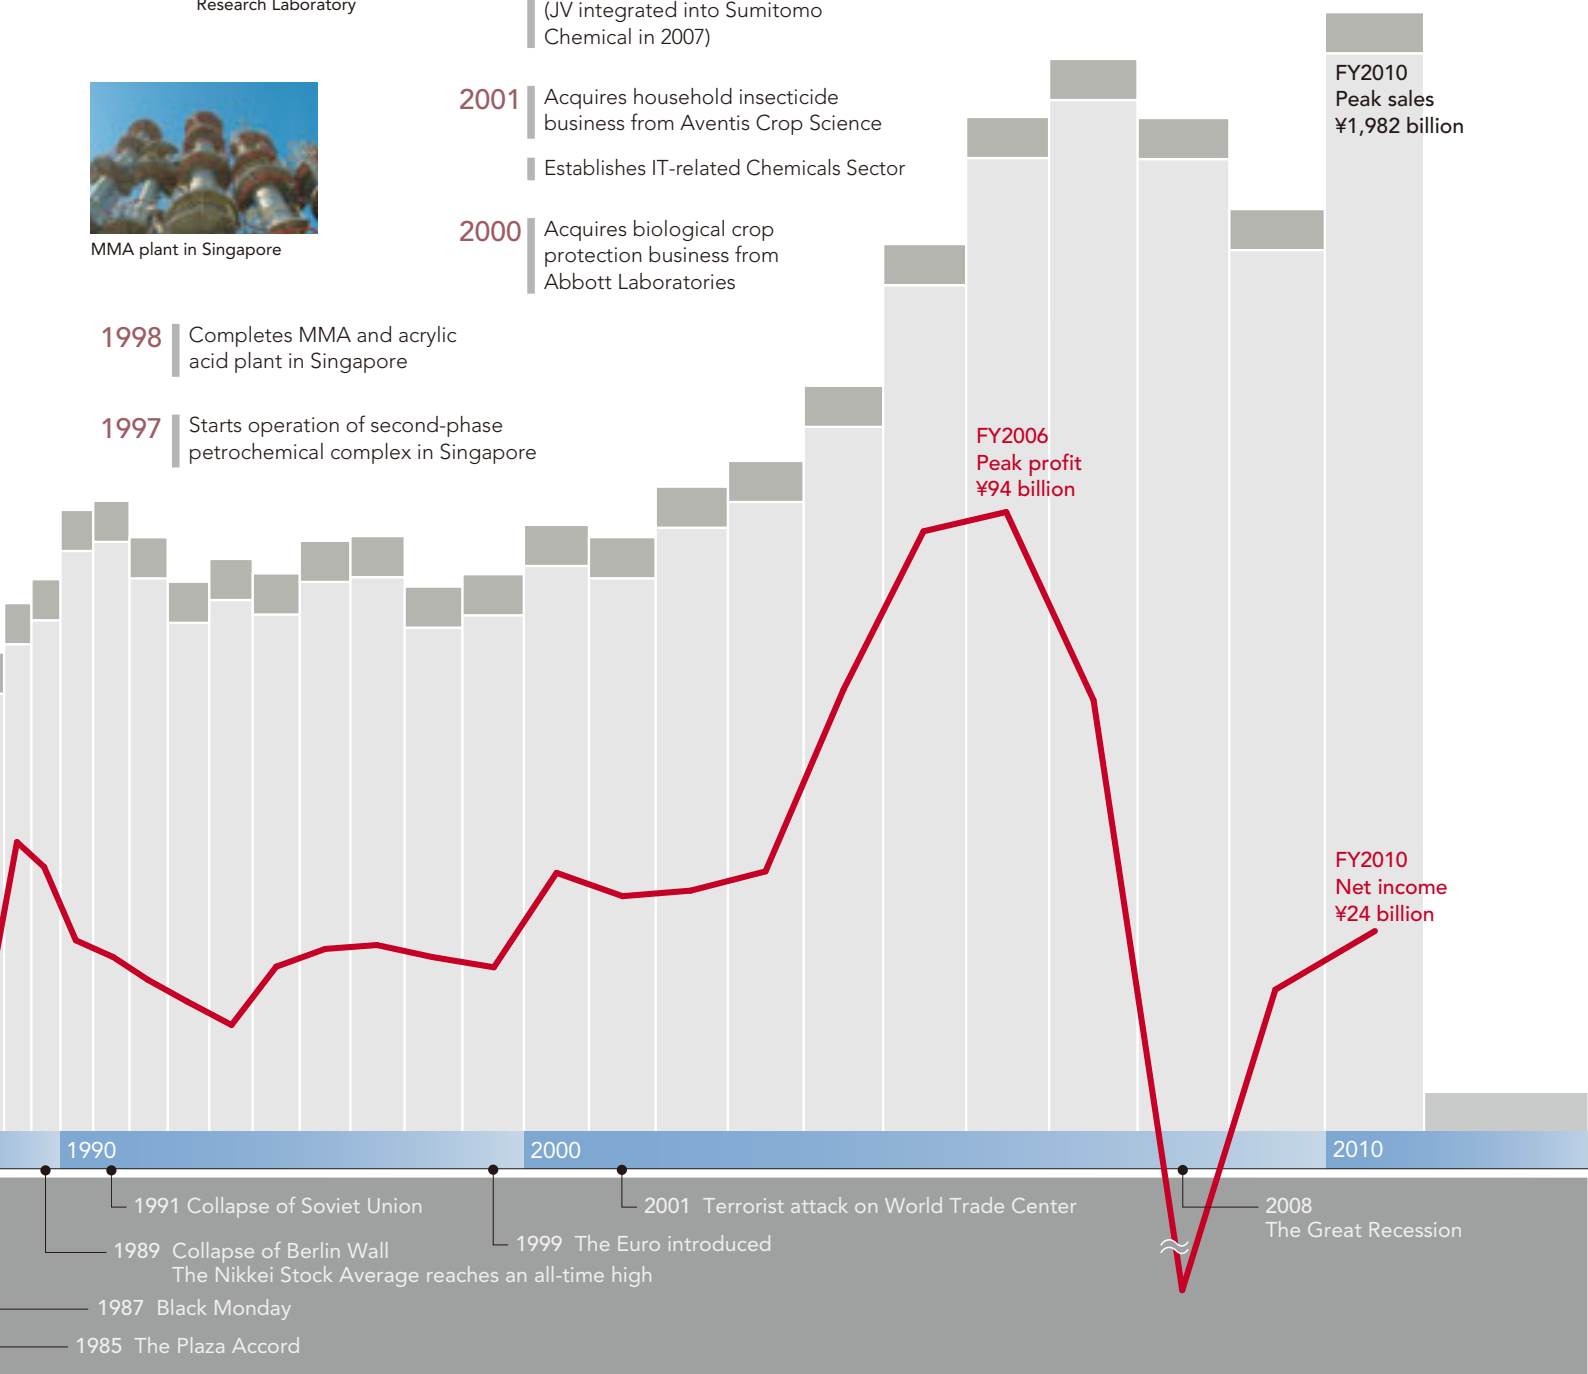 Research Laboratory
(JV integrated into Sumitomo
Chemical in 2007)
2001 Acquires household insecticide
business from Aventis Crop Science
Establishes IT-related Chemicals Sector
2000 Acquires biological crop
protection business from
Abbott Laboratories
MMA plant in Singapore
1998 Completes MMA and acrylic
acid plant in Singapore
1997 Starts operation of second-phase
petrochemical complex in Singapore
FY2010
Peak sales
¥1,982 billion
FY2006
Peak profit
¥94 billion
FY2010
Net income
¥24 billion
1990
2000
2010
1991 Collapse of Soviet Union
1989 Collapse of Berlin Wall
The Nikkei Stock Average reaches an all-time high
1987 Black Monday
1985 The Plaza Accord
1999 The Euro introduced
2001 Terrorist attack on World Trade Center
2008
The Great Recession